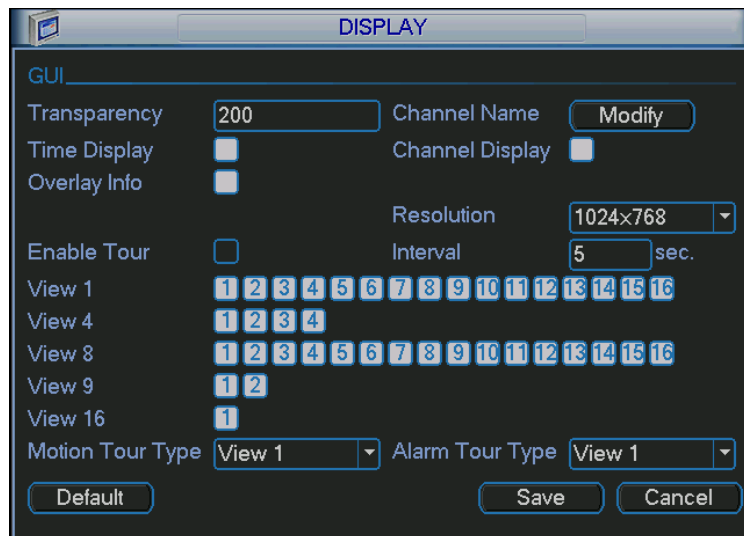 DISPLAY
GUI
Transparency 200 Channel Name Modify
Time Display Channel Display
Overlay Info
Resolution 1024×768
Enable Tour Interval 5 sec.
View 1 1 2 3 4 5 6 7 8 9 10 11 12 13 14 15 16
View 4 1 2 3 4
View 8 1 2 3 4 5 6 7 8 9 10 11 12 13 14 15 16
View 9 1 2
View 16 1
Motion Tour Type View 1 Alarm Tour Type View 1
Default Save Cancel